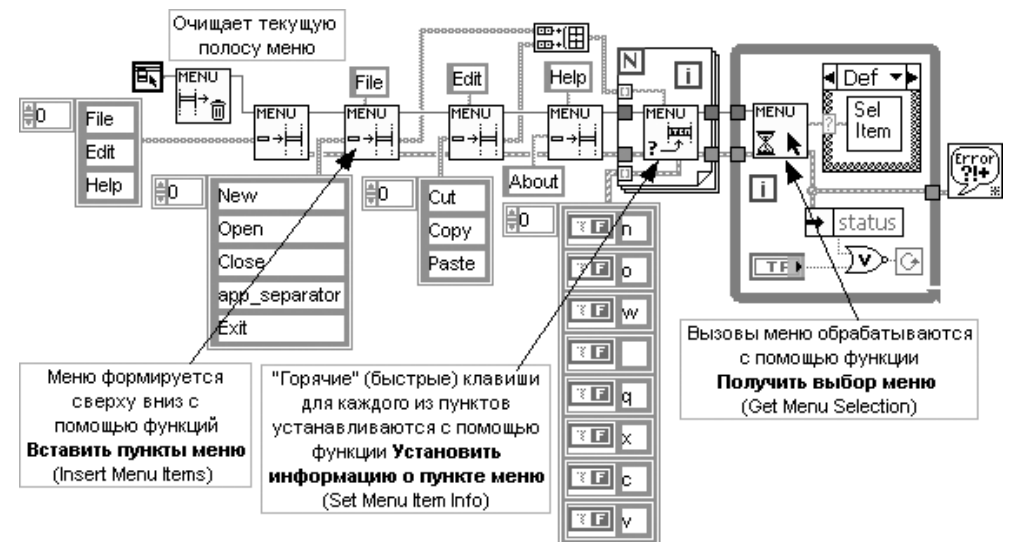 Очищает текущую
полосу меню
MENU
File
Edit
Help
N
i
Def
MENU
MENU
MENU
MENU
MENU
MENU
Sel
Item
0
File
Edit
Help
About
Error
?!+
i
0
New
Open
Close
app_separator
Exit
0
Cut
Copy
Paste
0
status
TF
V
F n
F o
F w
F
F q
F x
F c
F v
Меню формируется
сверху вниз с
помощью функций
Вставить пункты меню
(Insert Menu Items)
"Горячие" (быстрые) клавиши
для каждого из пунктов
устанавливаются с помощью
функции Установить
информацию о пункте меню
(Set Menu Item Info)
Вызовы меню обрабатываются
с помощью функции
Получить выбор меню
(Get Menu Selection)